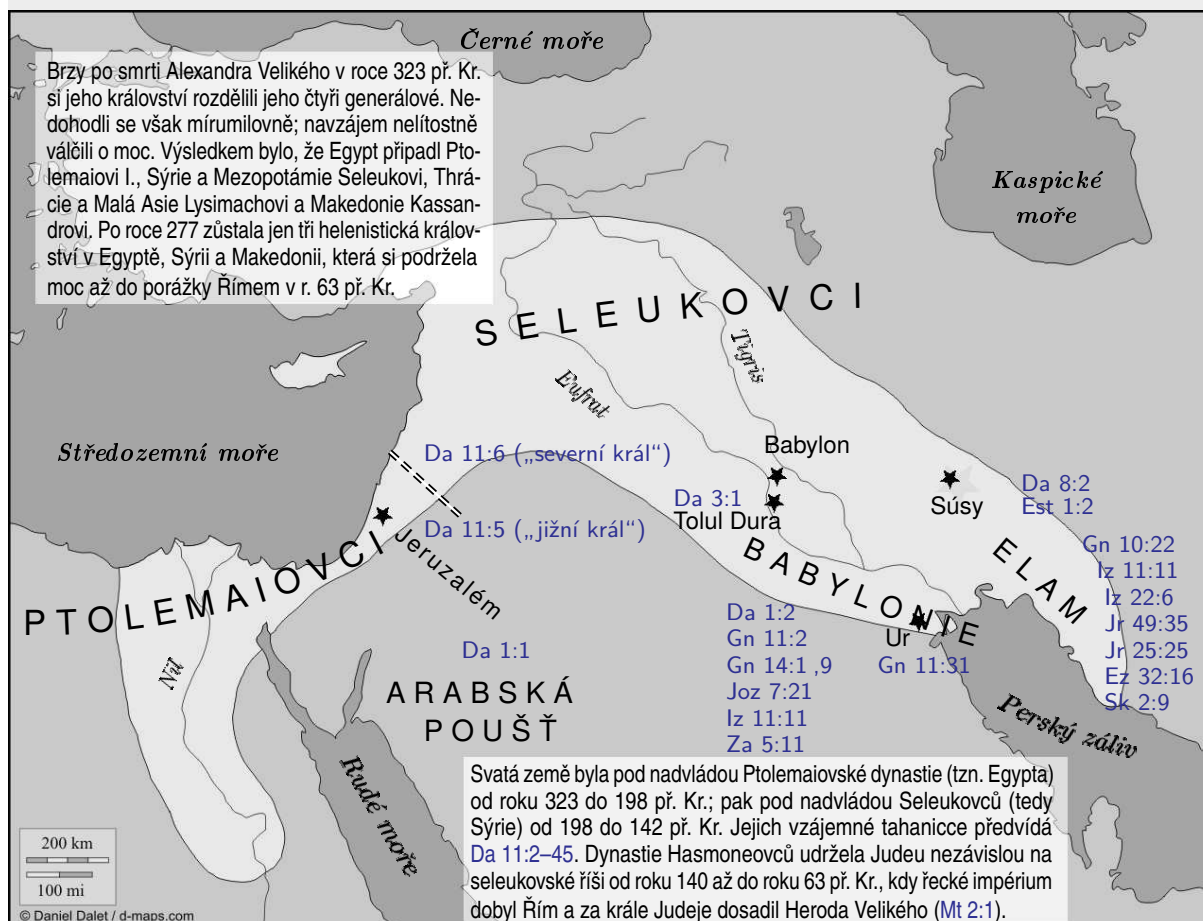 Černé moře
Brzy po smrti Alexandra Velikého v roce 323 př. Kr.
si jeho království rozdělili jeho čtyři generálové. Ne-
dohodli se však mírumilovně; navzájem nelítostně
válčili o moc. Výsledkem bylo, že Egypt připadl Pto-
lemaiovi I., Sýrie a Mezopotámie Seleukovi, Thrá-
cie a Malá Asie Lysimachovi a Makedonie Kassan-
drovi. Po roce 277 zůstala jen tři helenistická králov-
ství v Egyptě, Sýrii a Makedonii, která si podržela
moc až do porážky Římem v r. 63 př. Kr.
Kaspické
moře
SELEUKOVCI
Tigris
Eufrat
Středozemní moře
Da 11:6 („severní král“)
Da 11:5 („jižní král“)
Babylon
Da 3:1
Tolul Dura
Súsy
Da 8:2
Est 1:2
Jeruzalém
PTOLEMAIOVCI
Nil
BABYLONIE
ELAM
Gn 10:22
Iz 11:11
Iz 22:6
Jr 49:35
Jr 25:25
Ez 32:16
Sk 2:9
Da 1:1
ARABSKÁ
POUŠŤ
Da 1:2
Gn 11:2
Gn 14:1 ,9
Joz 7:21
Iz 11:11
Za 5:11
Ur
Gn 11:31
Perský záliv
Rudé moře
Svatá země byla pod nadvládou Ptolemaiovské dynastie (tzn. Egypta)
od roku 323 do 198 př. Kr.; pak pod nadvládou Seleukovců (tedy
Sýrie) od 198 do 142 př. Kr. Jejich vzájemné tahanicce předvídá
Da 11:2–45. Dynastie Hasmoneovců udržela Judeu nezávislou na
seleukovské říši od roku 140 až do roku 63 př. Kr., kdy řecké impérium
dobyl Řím a za krále Judeje dosadil Heroda Velikého (Mt 2:1).
200 km
100 mi
© Daniel Dalet / d-maps.com